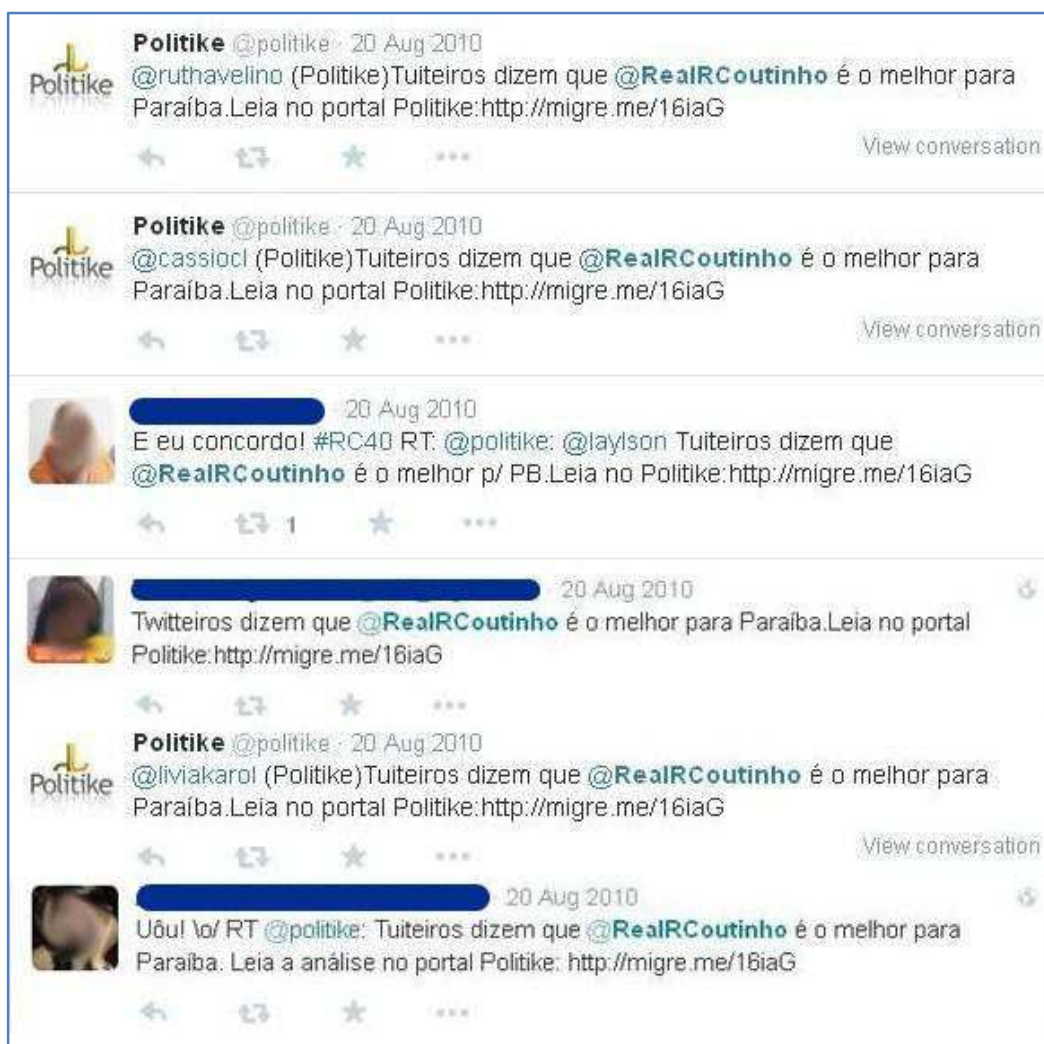 Politike @politike · 20 Aug 2010
@ruthavelino (Politike)Tuiteiros dizem que @RealRCoutinho é o melhor para
Paraíba.Leia no portal Politike:http://migre.me/16iaG
Politike
View conversation
Politike @politike · 20 Aug 2010
@cassiocl (Politike)Tuiteiros dizem que @RealRCoutinho é o melhor para
Paraíba.Leia no portal Politike:http://migre.me/16iaG
Politike
View conversation
· 20 Aug 2010
E eu concordo! #RC40 RT: @politike: @laylson Tuiteiros dizem que
@RealRCoutinho é o melhor p/ PB.Leia no Politike:http://migre.me/16iaG
1
· 20 Aug 2010
Twitteiros dizem que @RealRCoutinho é o melhor para Paraíba.Leia no portal
Politike:http://migre.me/16iaG
Politike @politike · 20 Aug 2010
@liviakarol (Politike)Tuiteiros dizem que @RealRCoutinho é o melhor para
Paraíba.Leia no portal Politike:http://migre.me/16iaG
Politike
View conversation
· 20 Aug 2010
Uôu! \o/ RT @politike: Tuiteiros dizem que @RealRCoutinho é o melhor para
Paraíba. Leia a análise no portal Politike: http://migre.me/16iaG